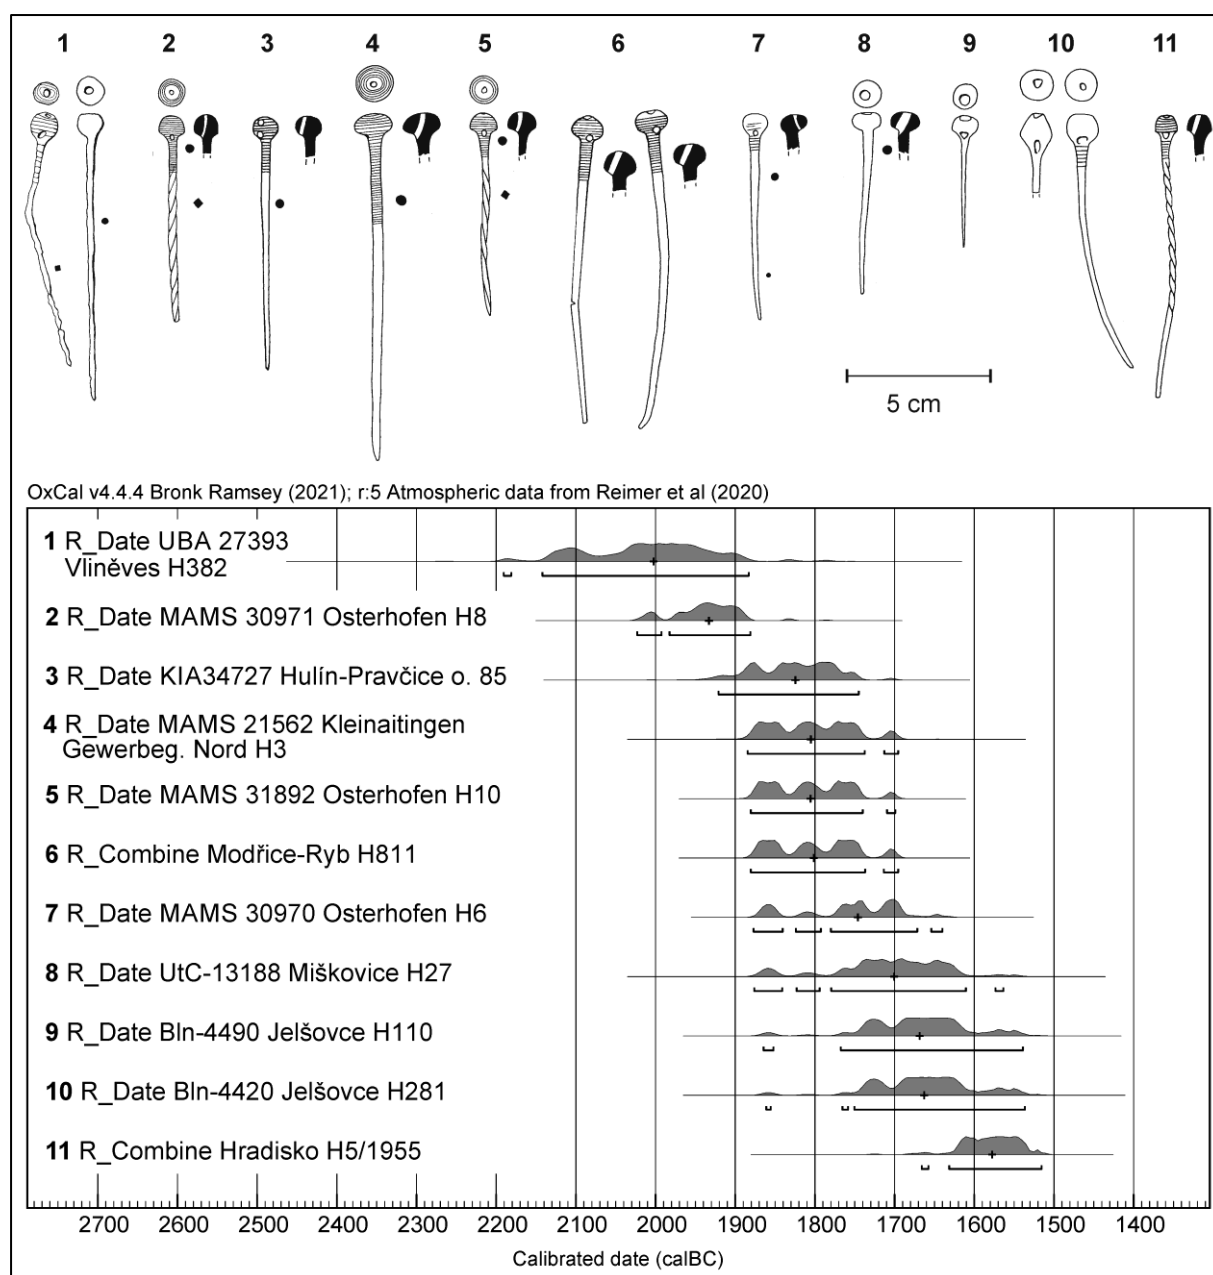 1 2 3 4 5 6 7 8 9 10 11
5 cm
OxCal v4.4.4 Bronk Ramsey (2021); r:5 Atmospheric data from Reimer et al (2020)
1 R_Date UBA 27393
Vliněves H382
2 R_Date MAMS 30971 Osterhofen H8
3 R_Date KIA34727 Hulín-Pravčice o. 85
4 R_Date MAMS 21562 Kleinaitingen
Gewerbeg. Nord H3
5 R_Date MAMS 31892 Osterhofen H10
6 R_Combine Modřice-Ryb H811
7 R_Date MAMS 30970 Osterhofen H6
8 R_Date UtC-13188 Miškovice H27
9 R_Date Bln-4490 Jelšovce H110
10 R_Date Bln-4420 Jelšovce H281
11 R_Combine Hradisko H5/1955
2700 2600 2500 2400 2300 2200 2100 2000 1900 1800 1700 1600 1500 1400
Calibrated date (calBC)